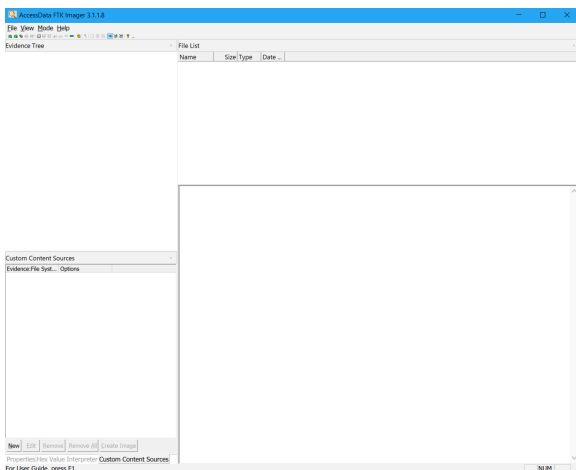 AccessData FTK Imager 3.1.1.8
File View Mode Help
Evidence Tree
File List
Name Size Type Date ...
Custom Content Sources
Evidence:File Syst... Options
New Edit Remove Remove All Create Image
Properties Hex Value Interpreter Custom Content Sources
For User Guide, press F1
NUM